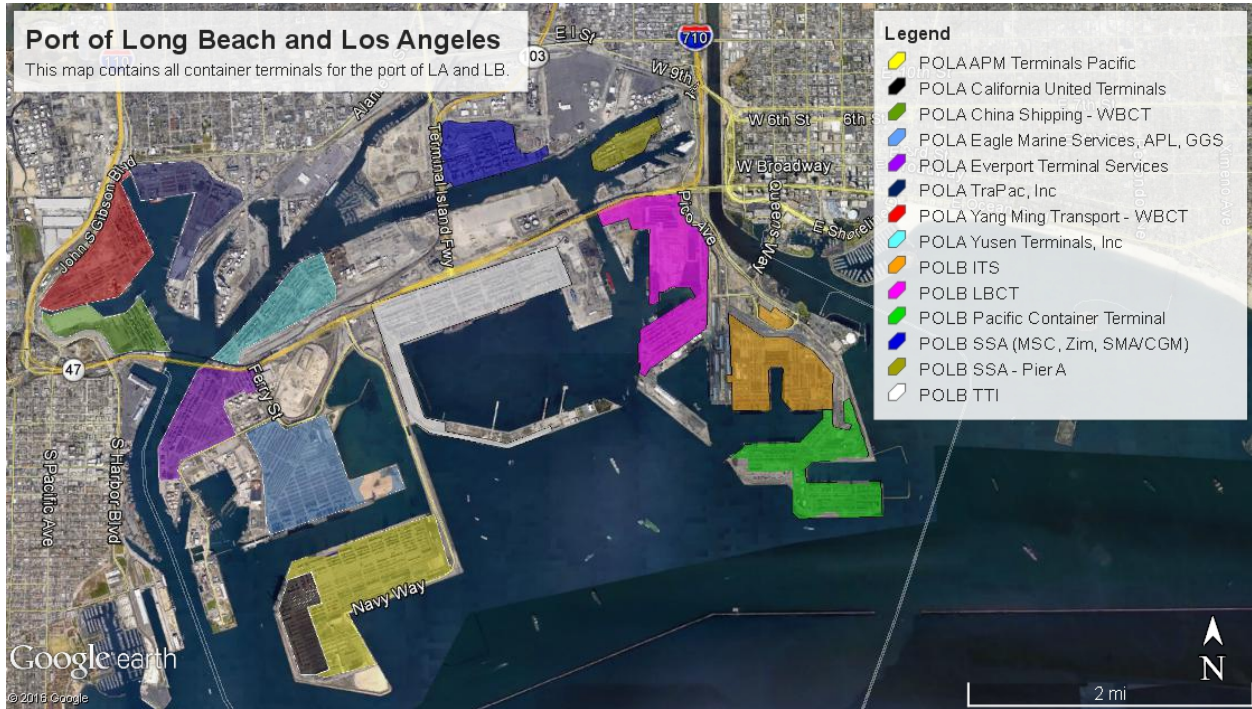 Port of Long Beach and Los Angeles
This map contains all container terminals for the port of LA and LB.
Legend
POLA APM Terminals Pacific
POLA California United Terminals
POLA China Shipping - WBCT
POLA Eagle Marine Services, APL, GGS
POLA Everport Terminal Services
POLA TraPac, Inc
POLA Yang Ming Transport - WBCT
POLA Yusen Terminals, Inc
POLB ITS
POLB LBCT
POLB Pacific Container Terminal
POLB SSA (MSC, Zim, SMA/CGM)
POLB SSA - Pier A
POLB TTI
E I St
103
710
W 9th
W 6th St
6th St
W Broadway
Terminal Island Fwy
John S Gibson Blvd
Pico Ave
Queens Way
E Shoreli
47
Ferry St
S Harbor Blvd
S Pacific Ave
Navy Way
Google earth
© 2016 Google
N
2 mi